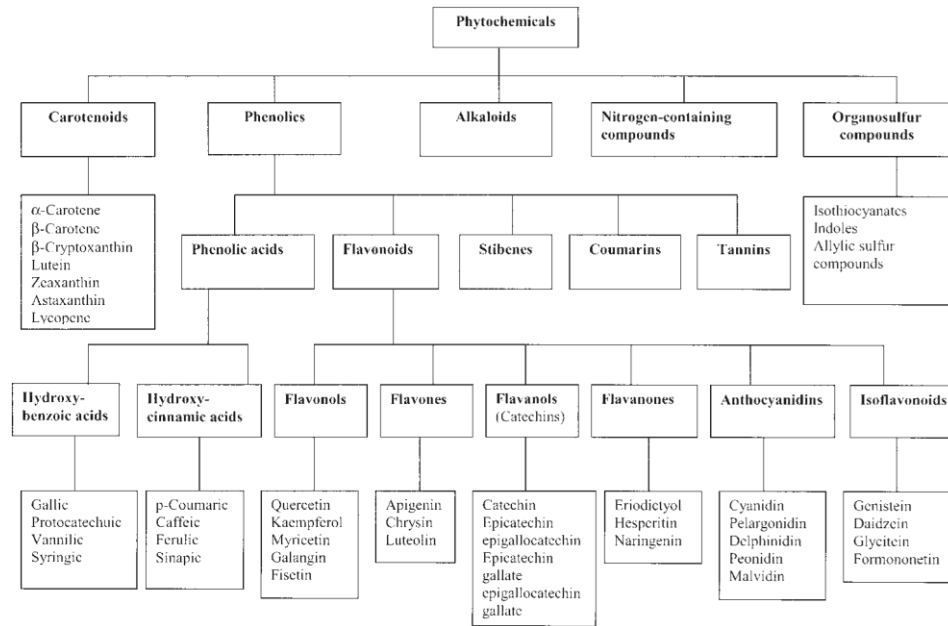 Phytochemicals
Carotenoids
Phenolics
Alkaloids
Nitrogen-containing
compounds
Organosulfur
compounds
α-Carotene
β-Carotene
β-Cryptoxanthin
Lutein
Zeaxanthin
Astaxanthin
Lycopene
Isothiocyanates
Indoles
Allylic sulfur
compounds
Phenolic acids
Flavonoids
Stibenes
Coumarins
Tannins
Hydroxy-
benzoic acids
Hydroxy-
cinnamic acids
Flavonols
Flavones
Flavanols
(Catechins)
Flavanones
Anthocyanidins
Isoflavonoids
Gallic
Protocatechuic
Vannilic
Syringic
p-Coumaric
Caffeic
Ferulic
Sinapic
Quercetin
Kaempferol
Myricetin
Galangin
Fisetin
Apigenin
Chrysin
Luteolin
Catechin
Epicatechin
epigallocatechin
Epicatechin
gallate
epigallocatechin
gallate
Eriodictyol
Hesperitin
Naringenin
Cyanidin
Pelargonidin
Delphinidin
Peonidin
Malvidin
Genistein
Daidzein
Glycitein
Formononetin